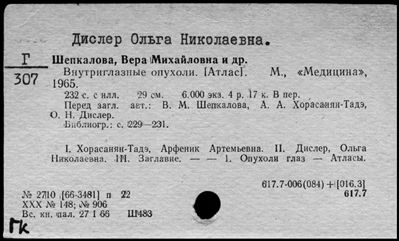 Дислер Ольга Николаевна.
Г
307
Шепкалова, Вера Михайловна и др.
Внутриглазные опухоли. [Атлас]. М., «Медицина»,
1965.
232 с. с илл. 29 см. 6.000 экз. 4 р. 17 к. В пер.
Перед загл. авт.: В. М. Шепкалова, А. А. Хорасанян-Тадэ,
О. Н. Дислер.
Библиогр.: с. 229—231.
I. Хорасанян-Тадэ, Арфеник Артемьевна. II. Дислер, Ольга
Николаевна. III. Заглавие. — — 1. Опухоли глаз — Атласы.
617.7-006(084)+[016.3]
617.7
№ 2710 [66-3481] п 22
XXX № 148; № 906
Вс. кн. пал. 27 I 66 Ш483
Гк